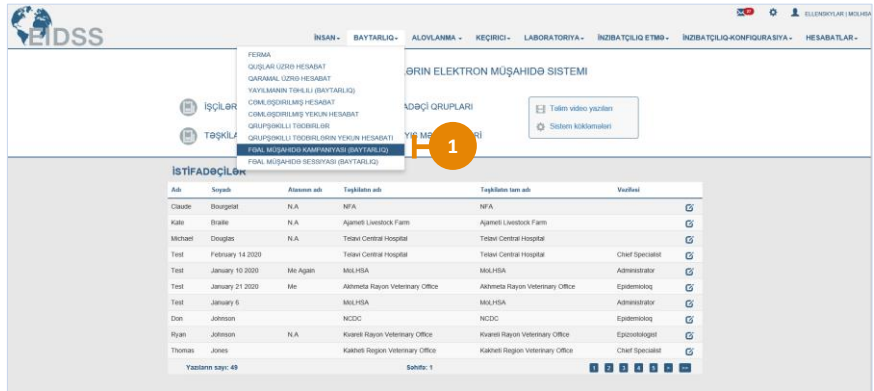 ELLENSKYLAR | MOLHSA
EIDSS
İNSAN BAYTARLIQ ALOVLANMA KEÇIRICI LABORATORIYA İNZIBATÇILIQ ETMƏ İNZIBATÇILIQ-KONFIQURASIYA HESABATLAR
FERMA
QUŞLAR ÜZRƏ HESABAT
QARAMAL ÜZRƏ HESABAT
YAYILMANIN TƏHLILI (BAYTARLIQ)
CƏMLƏŞDIRILMIŞ HESABAT
CƏMLƏŞDIRILMIŞ YEKUN HESABAT
QRUPŞƏKILLI TƏDBIRLƏR
QRUPŞƏKILLI TƏDBIRLƏRIN YEKUN HESABATI
FƏAL MÜŞAHIDƏ KAMPANIYASI (BAYTARLIQ)
FƏAL MÜŞAHIDƏ SESSIYASI (BAYTARLIQ)
1
ƏRIN ELEKTRON MÜŞAHIDƏ SISTEMI
İŞÇILƏR
ADƏÇI QRUPLARI
Təlim video yazıları
TƏŞKILA
Sistem kökləmələri
İSTİFADƏÇİLƏR
Adı Soyadı Atasının adı Təşkilatın adı Təşkilatın tam adı Vəzifəsi
Claude Bourgelat N.A NFA NFA
Kate Braille N.A Ajameti Livestock Farm Ajameti Livestock Farm
Michael Douglas N.A Telavi Central Hospital Telavi Central Hospital
Test February 14 2020 Telavi Central Hospital Telavi Central Hospital Chief Specialist
Test January 10 2020 Me Again MoLHSA MoLHSA Administrator
Test January 21 2020 Me Akhmeta Rayon Veterinary Office Akhmeta Rayon Veterinary Office Epidemioloq
Test January 6 MoLHSA MoLHSA Administrator
Don Johnson NCDC NCDC Epidemioloq
Ryan Johnson N.A Kvareli Rayon Veterinary Office Kvareli Rayon Veterinary Office Epizootologist
Thomas Jones Kakheti Region Veterinary Office Kakheti Region Veterinary Office Chief Specialist
Yazıların sayı: 49 Səhifə: 1 1 2 3 4 5 > >>